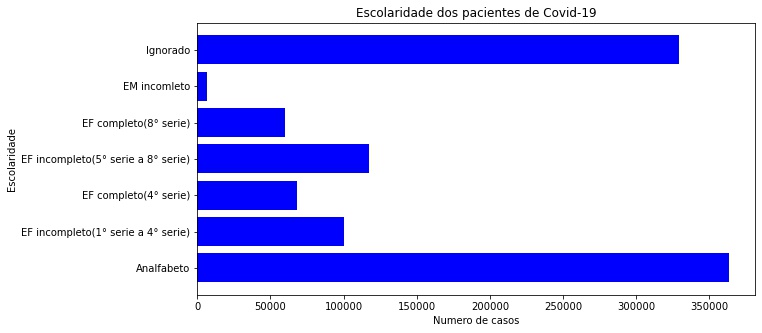 Escolaridade dos pacientes de Covid-19
Escolaridade
Ignorado
EM incomleto
EF completo(8° serie)
EF incompleto(5° serie a 8° serie)
EF completo(4° serie)
EF incompleto(1° serie a 4° serie)
Analfabeto
0 50000 100000 150000 200000 250000 300000 350000
Numero de casos